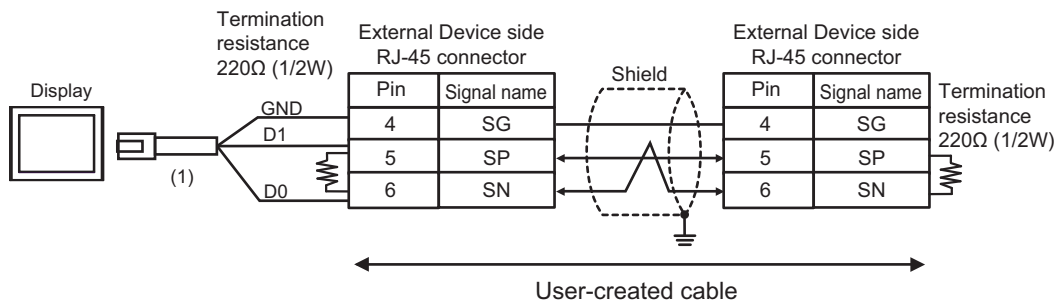 Termination
resistance
220Ω (1/2W)
External Device side
RJ-45 connector
External Device side
RJ-45 connector
Display
(1)
GND
D1
D0
Pin Signal name
4 SG
5 SP
6 SN
Shield
Pin Signal name
4 SG
5 SP
6 SN
Termination
resistance
220Ω (1/2W)
User-created cable